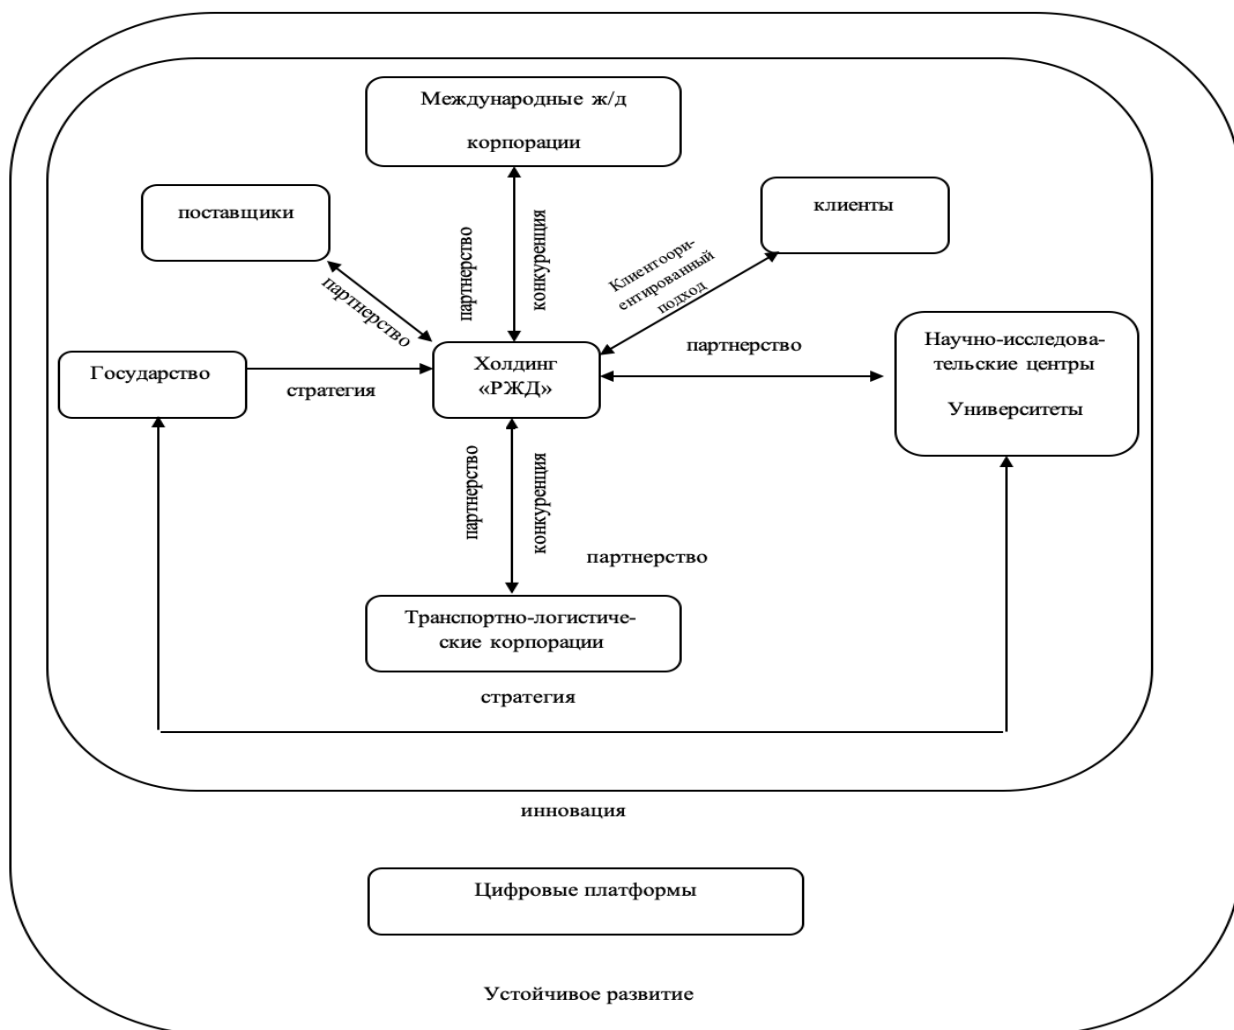 Международные ж/д
корпорации
поставщики
клиенты
партнерство
конкуренция
Клиентоори-
ентированный
подход
партнерство
Государство
стратегия
Холдинг
«РЖД»
партнерство
Научно-исследова-
тельские центры
Университеты
партнерство
конкуренция
партнерство
Транспортно-логистиче-
ские корпорации
стратегия
инновация
Цифровые платформы
Устойчивое развитие